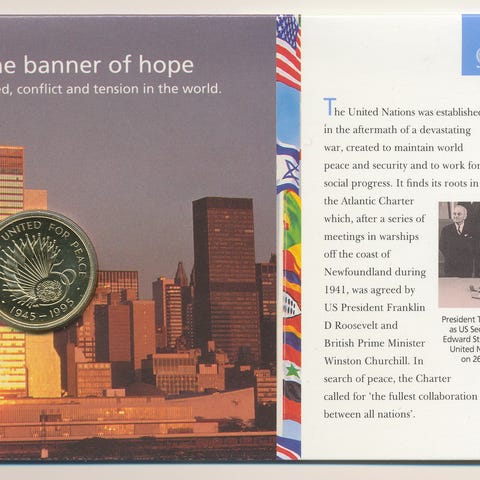 banner of hope
conflict and tension in the world.
UNITED FOR PEACE
1945-1995
The United Nations was established
in the aftermath of a devastating
war, created to maintain world
peace and security and to work for
social progress. It finds its roots in
the Atlantic Charter
which, after a series of
meetings in warships
off the coast of
Newfoundland during
1941, was agreed by
US President Franklin
D Roosevelt and
British Prime Minister
Winston Churchill. In
search of peace, the Charter
called for 'the fullest collaboration
between all nations'.
President
as US
Edward
United
on 26